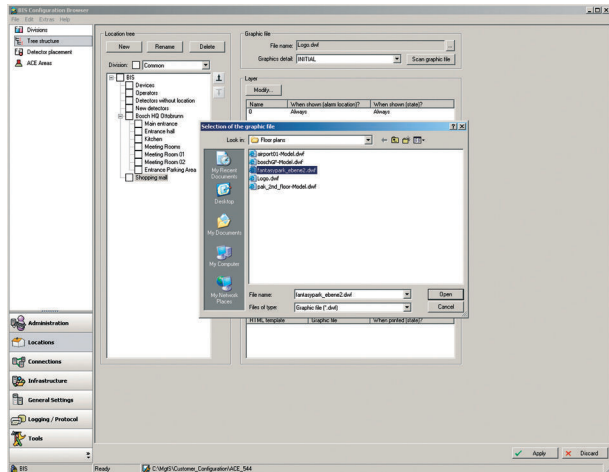 BIS Configuration Browser
File Edit Extras Help
Divisions
Tree structure
Detector placement
ACE Areas
Location tree
New Rename Delete
Division: Common
BIS
Devices
Operators
Detectors without location
New detectors
Bosch HQ Ottobrunn
Main entrance
Entrance hall
Kitchen
Meeting Rooms
Meeting Room 01
Meeting Room 02
Entrance Parking Area
Shopping mall
Graphic file
File name: Logo.dwf ...
Graphics detail: INITIAL Scan graphic file
Layer
Modify...
Name When shown (alarm location)? When shown (state)?
0 Always Always
Selection of the graphic file
Look in: Floor plans
My Recent Documents
Desktop
My Documents
My Computer
My Network Places
airport01-Model.dwf
boschGF-Model.dwf
fantasypark_ebene2.dwf
Logo.dwf
pak_2nd_floor-Model.dwf
File name: fantasypark_ebene2.dwf Open
Files of type: Graphic file (*.dwf) Cancel
HTML template Graphic file When printed (state)?
Administration
Locations
Connections
Infrastructure
General Settings
Logging / Protocol
Tools
Apply Discard
BIS Ready C:\MgtS\Customer_Configuration\ACE_544